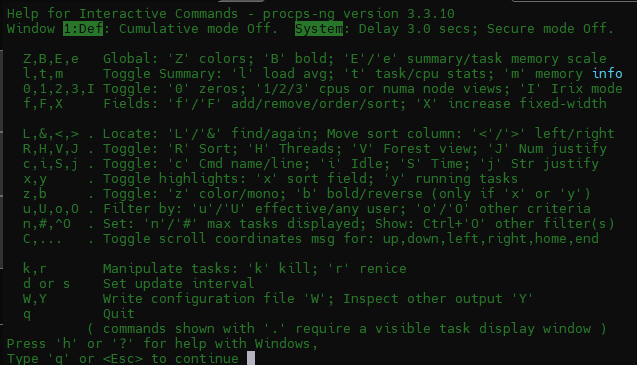 Help for Interactive Commands - procps-ng version 3.3.10
Window 1:Def: Cumulative mode Off.  System: Delay 3.0 secs; Secure mode Off.

  Z,B,E,e   Global: 'Z' colors; 'B' bold; 'E'/'e' summary/task memory scale
  l,t,m     Toggle Summary: 'l' load avg; 't' task/cpu stats; 'm' memory info
  0,1,2,3,I Toggle: '0' zeros; '1/2/3' cpus or numa node views; 'I' Irix mode
  f,F,X     Fields: 'f'/'F' add/remove/order/sort; 'X' increase fixed-width

  L,&,<,> . Locate: 'L'/'&' find/again; Move sort column: '<'/'>' left/right
  R,H,V,J . Toggle: 'R' Sort; 'H' Threads; 'V' Forest view; 'J' Num justify
  c,i,S,j . Toggle: 'c' Cmd name/line; 'i' Idle; 'S' Time; 'j' Str justify
  x,y     . Toggle highlights: 'x' sort field; 'y' running tasks
  z,b     . Toggle: 'z' color/mono; 'b' bold/reverse (only if 'x' or 'y')
  u,U,o,O . Filter by: 'u'/'U' effective/any user; 'o'/'O' other criteria
  n,#,^O  . Set: 'n'/'#' max tasks displayed; Show: Ctrl+'O' other filter(s)
  C,...   . Toggle scroll coordinates msg for: up,down,left,right,home,end

  k,r       Manipulate tasks: 'k' kill; 'r' renice
  d or s    Set update interval
  W,Y       Write configuration file 'W'; Inspect other output 'Y'
  q         Quit
          ( commands shown with '.' require a visible task display window )
Press 'h' or '?' for help with Windows,
Type 'q' or <Esc> to continue